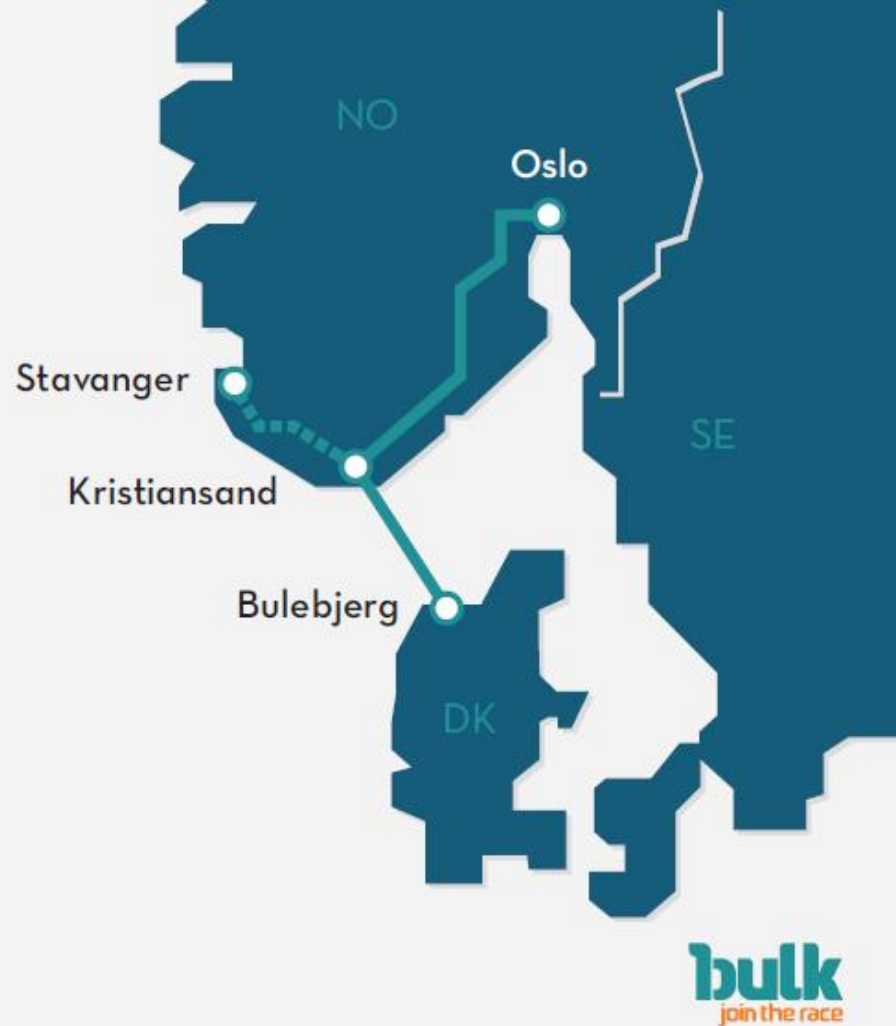 NO
Oslo
Stavanger
SE
Kristiansand
Bulebjerg
DK
bulk
join the race